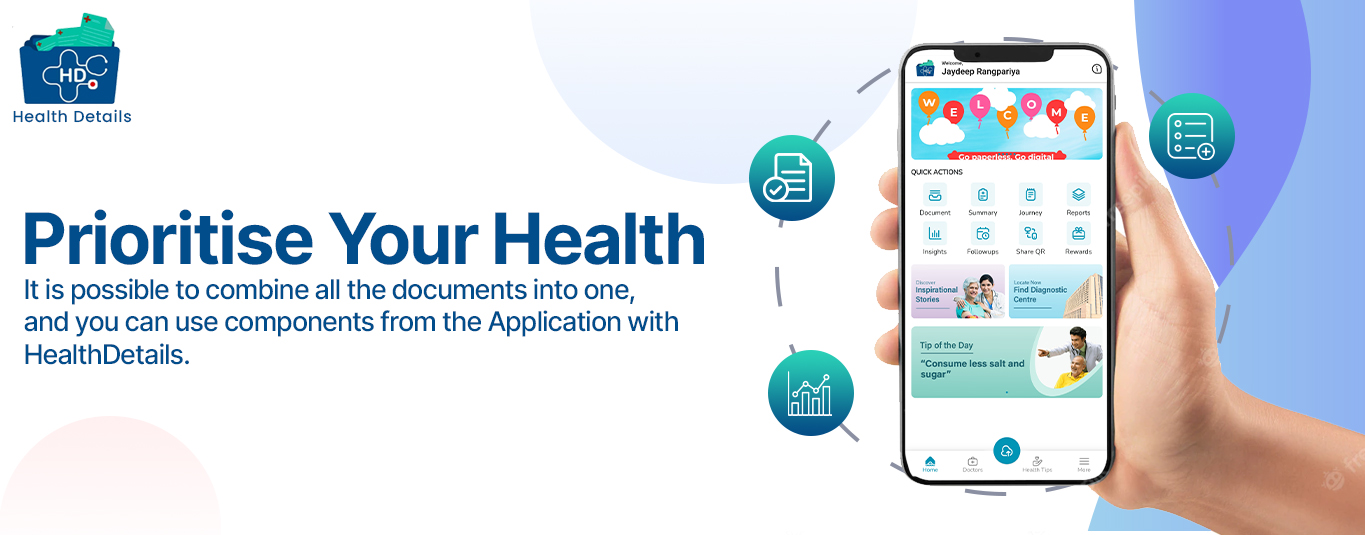 HD
Health Details
Prioritise Your Health
It is possible to combine all the documents into one,
and you can use components from the Application with
HealthDetails.
Welcome,
Jaydeep Rangpariya
WELCOME
Go paperless, Go digital
QUICK ACTIONS
Document Summary Journey Reports
Insights Followups Share QR Rewards
Discover
Inspirational
Stories
Locate Now
Find Diagnostic
Centre
Tip of the Day
“Consume less salt and
sugar”
Home Doctors Health Tips More